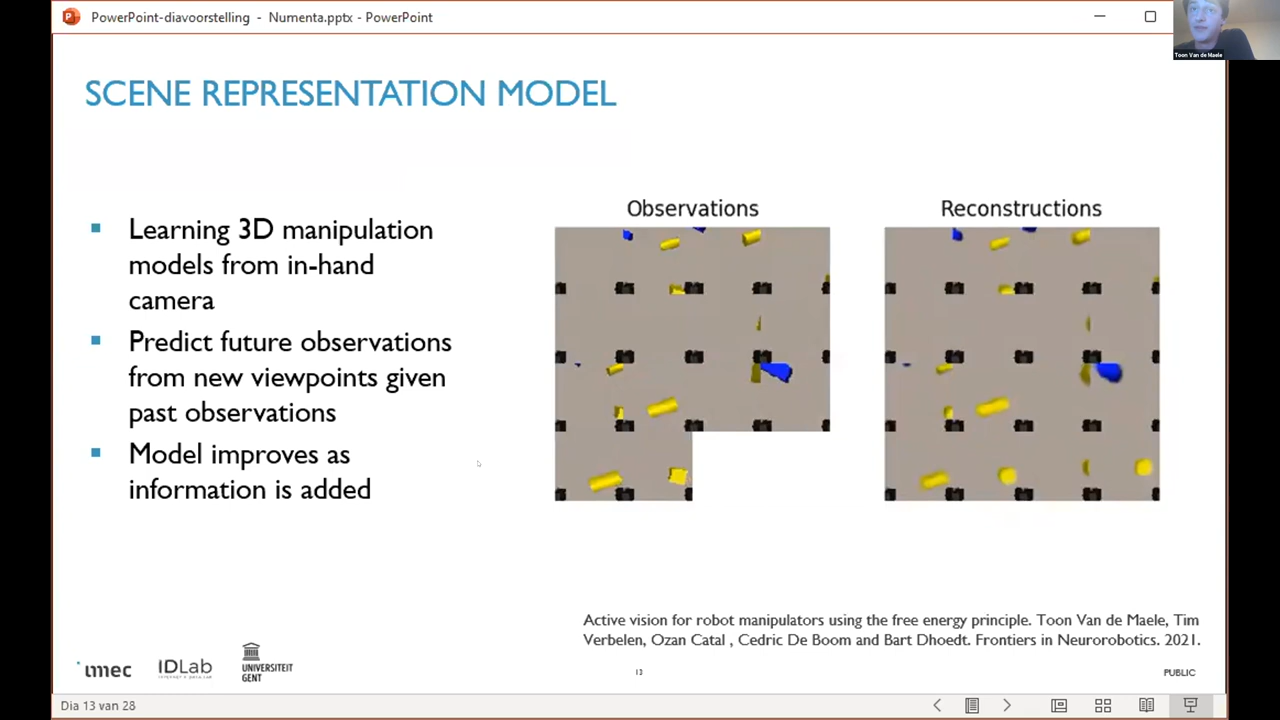 PowerPoint-diavoorstelling - Numenta.pptx - PowerPoint
Toon Van de Maele
SCENE REPRESENTATION MODEL
Learning 3D manipulation
models from in-hand
camera
Predict future observations
from new viewpoints given
past observations
Model improves as
information is added
Observations
Reconstructions
Active vision for robot manipulators using the free energy principle. Toon Van de Maele, Tim
Verbelen, Ozan Catal , Cedric De Boom and Bart Dhoedt. Frontiers in Neurorobotics. 2021.
imec
IDLab
UNIVERSITEIT
GENT
13
PUBLIC
Dia 13 van 28